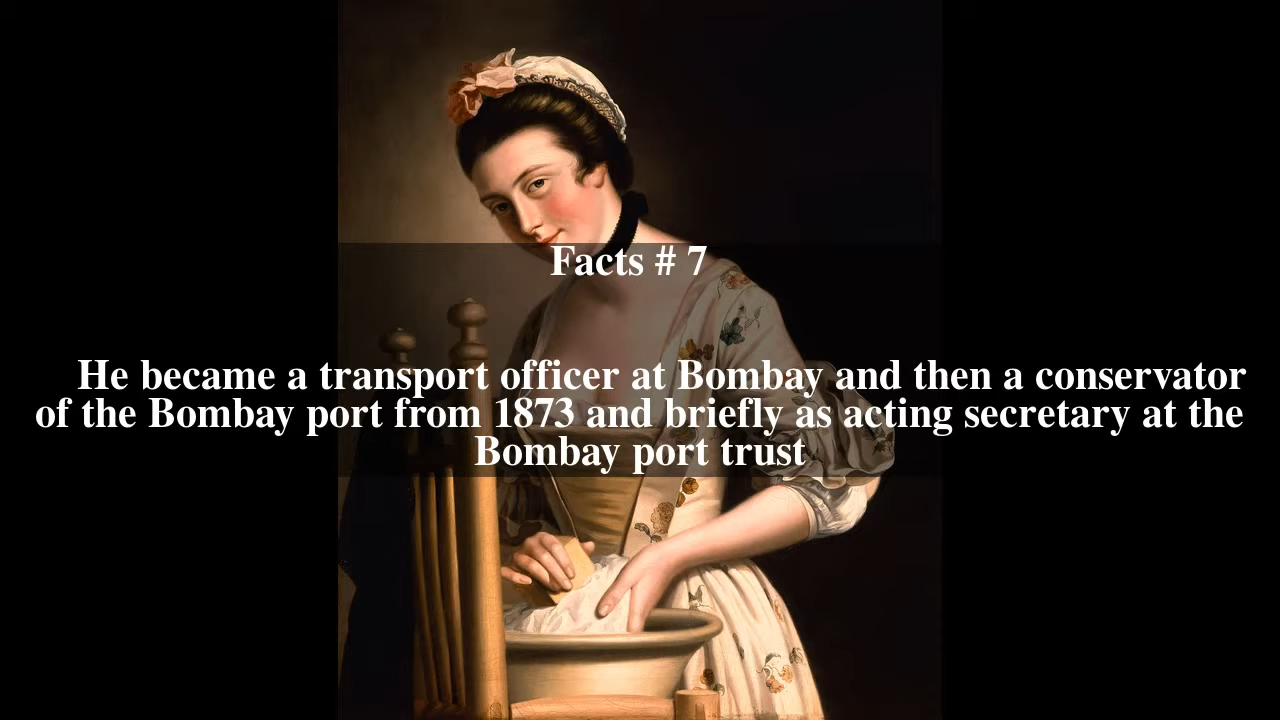 Facts # 7
He became a transport officer at Bombay and then a conservator
of the Bombay port from 1873 and briefly as acting secretary at the
Bombay port trust